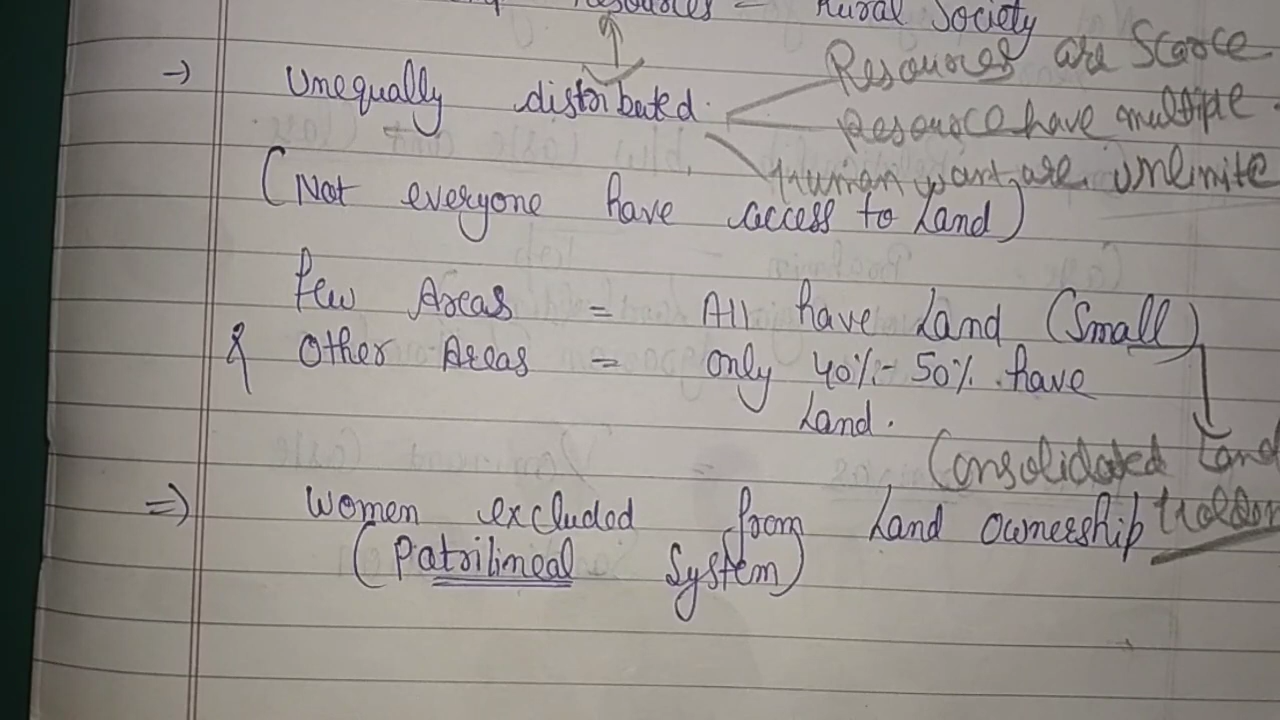 Resources = Rural Society
→ Unequally distributed.
Resources are Scarce
Resource have multiple
Human want are unlimite
(Not everyone have access to Land)
Few Areas = All have Land (Small)
& Other Areas = only 40%-50% have
Land.
Consolidated Land
⇒ Women excluded from Land ownership
(Patrilineal System)